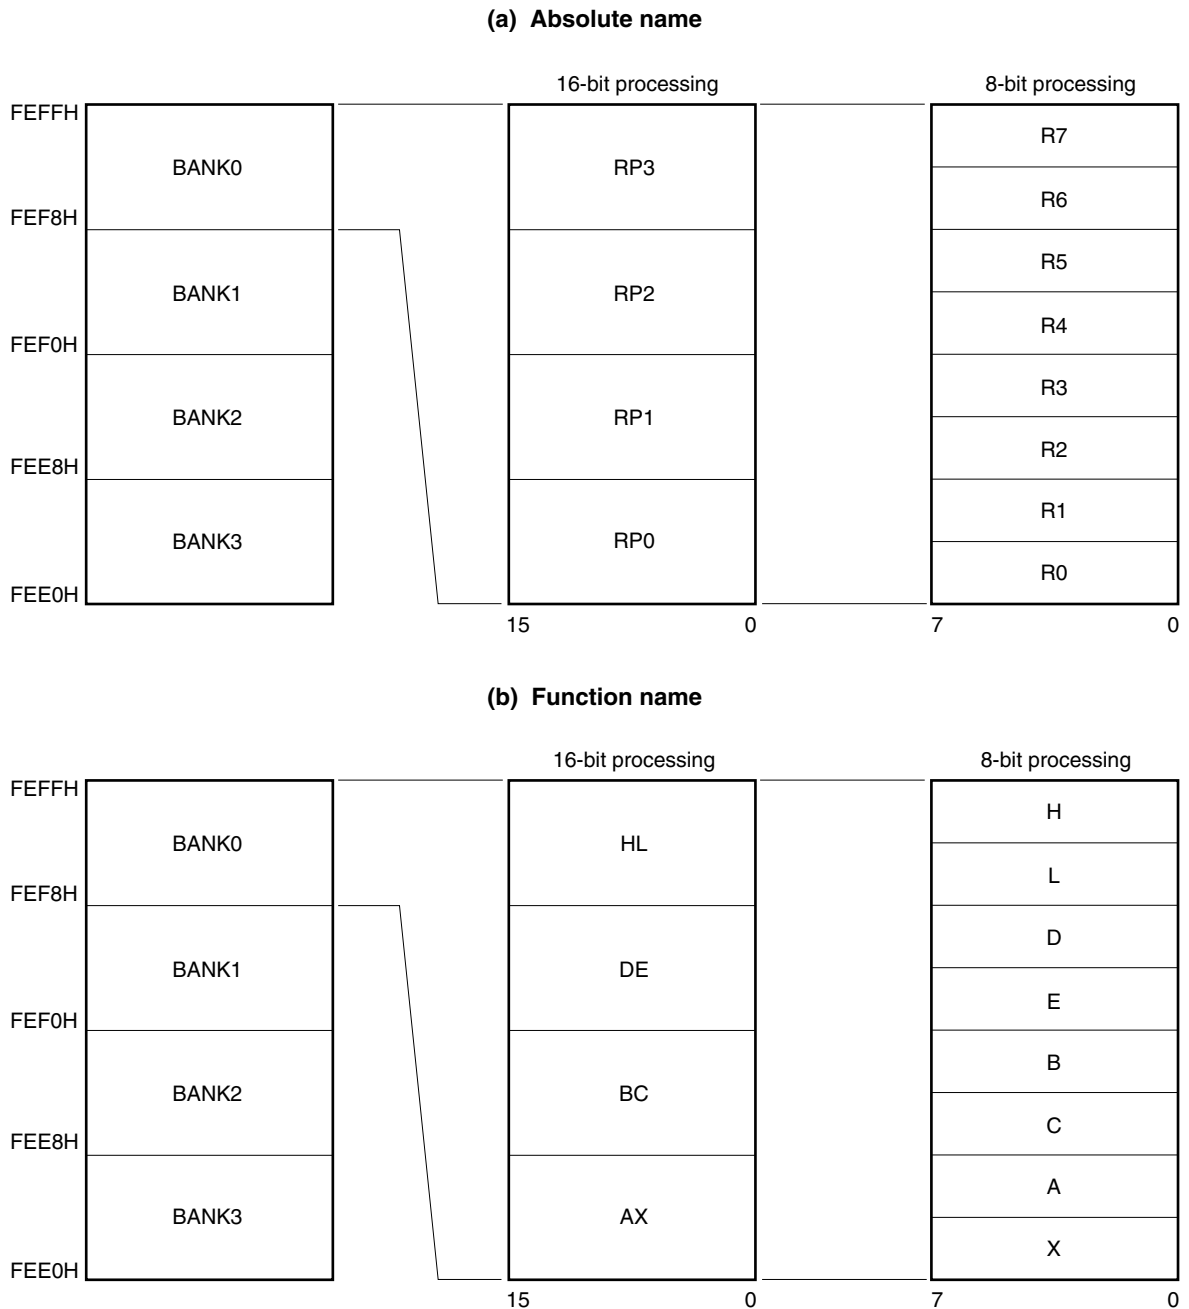 (a) Absolute name
16-bit processing 8-bit processing
FEFFH
R7
BANK0 RP3
R6
FEF8H
R5
BANK1 RP2
R4
FEF0H
R3
BANK2 RP1
R2
FEE8H
R1
BANK3 RP0
R0
FEE0H
15 0 7 0
(b) Function name
16-bit processing 8-bit processing
FEFFH
H
BANK0 HL
L
FEF8H
D
BANK1 DE
E
FEF0H
B
BANK2 BC
C
FEE8H
A
BANK3 AX
X
FEE0H
15 0 7 0